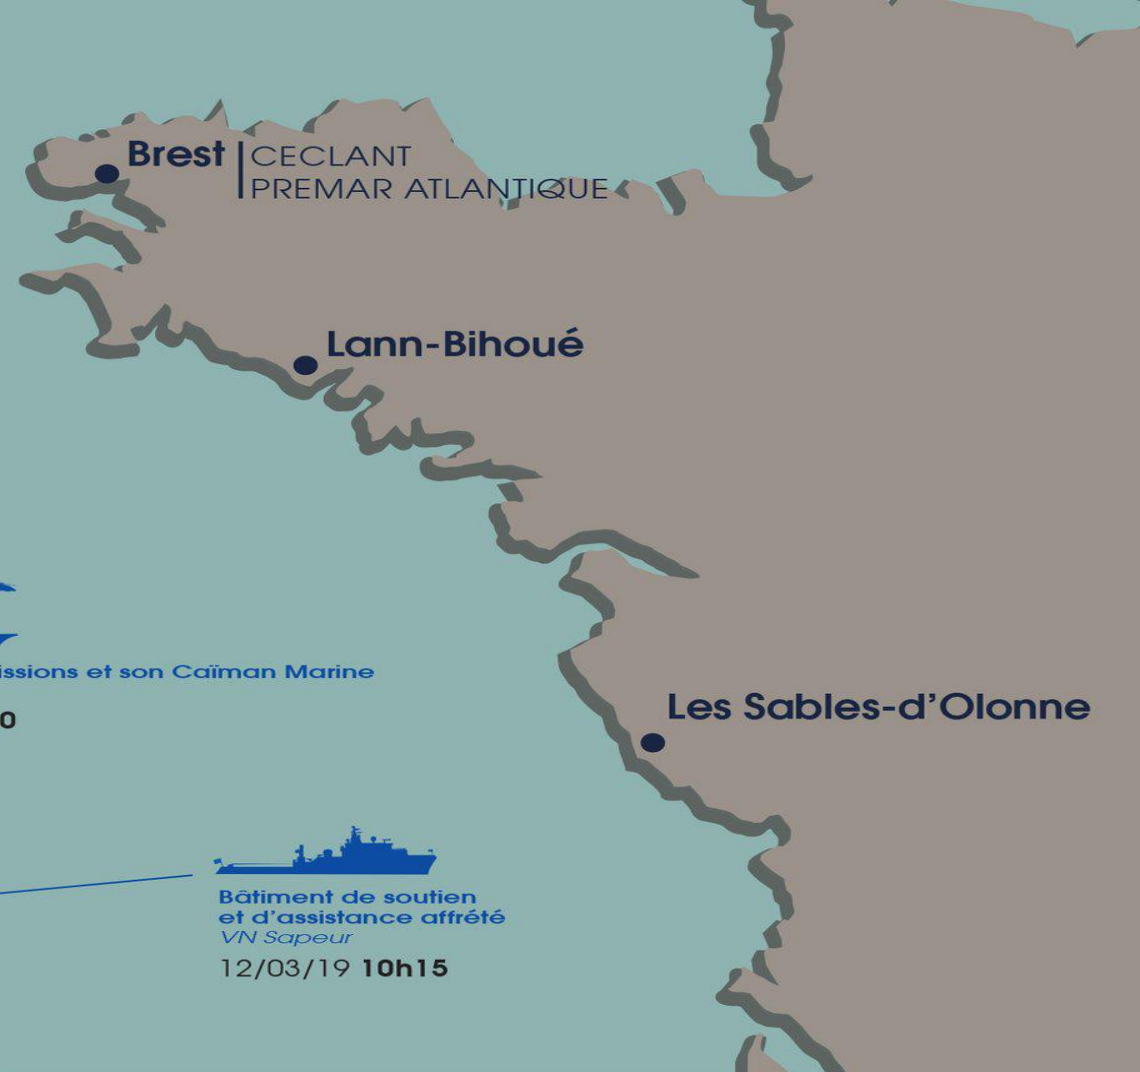 Brest
CECLANT
PREMAR ATLANTIQUE
Lann-Bihoué
issions et son Caïman Marine
0
Les Sables-d’Olonne
Bâtiment de soutien
et d’assistance affrété
VN Sapeur
12/03/19 10h15